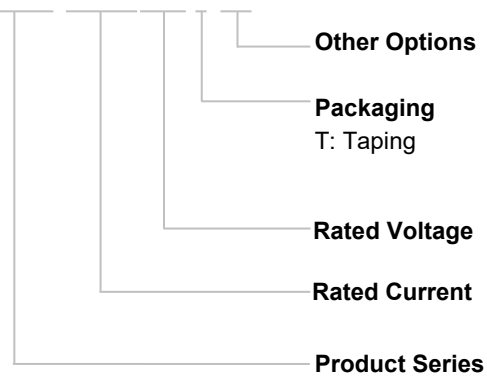 Other Options
Packaging
T: Taping
Rated Voltage
Rated Current
Product Series